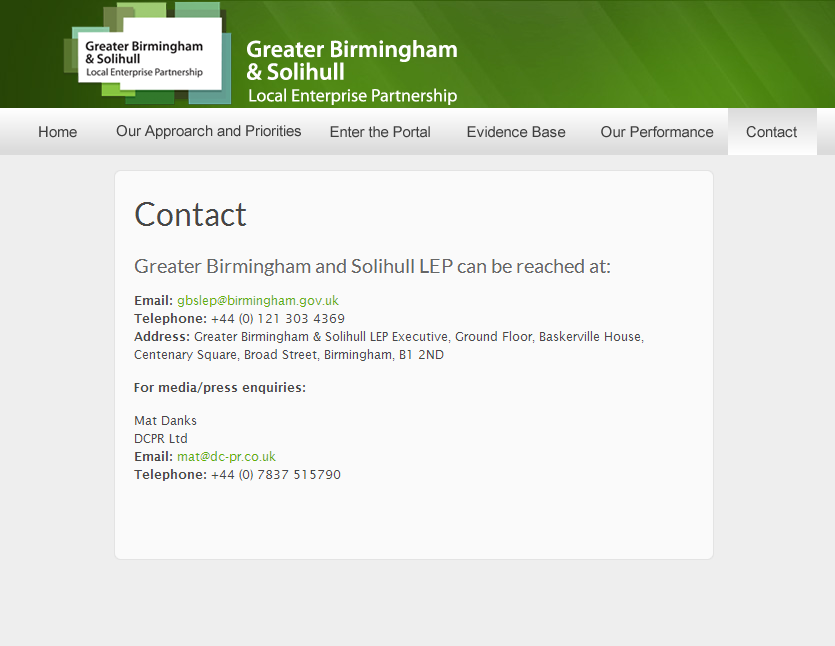 Greater Birmingham
& Solihull
Local Enterprise Partnership
Greater Birmingham
& Solihull
Local Enterprise Partnership
Home
Our Approarch and Priorities
Enter the Portal
Evidence Base
Our Performance
Contact
Contact
Greater Birmingham and Solihull LEP can be reached at:
Email: gbslep@birmingham.gov.uk
Telephone: +44 (0) 121 303 4369
Address: Greater Birmingham & Solihull LEP Executive, Ground Floor, Baskerville House,
Centenary Square, Broad Street, Birmingham, B1 2ND
For media/press enquiries:
Mat Danks
DCPR Ltd
Email: mat@dc-pr.co.uk
Telephone: +44 (0) 7837 515790